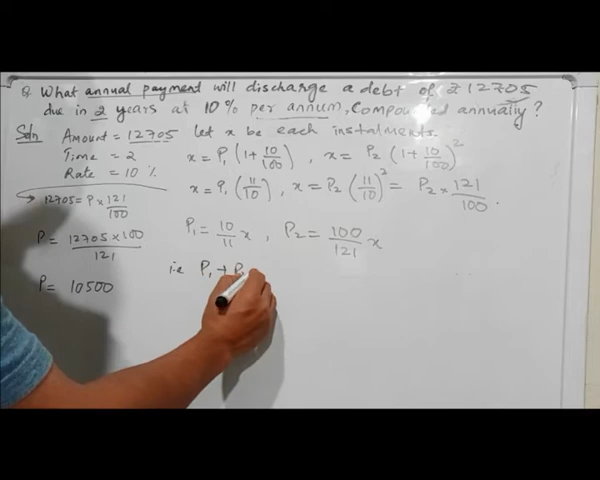 Q. What annual payment will discharge a debt of ₹12705
due in 2 years at 10% per annum, Compounded annually?
Soln Amount = 12705 let x be each instalments.
Time = 2
Rate = 10 %
x = P₁(1+10/100), x = P₂(1+10/100)²
x = P₁(11/10), x = P₂(11/10)² = P₂ × 121/100.
12705 = P × 121/100
P = 12705×100/121
P = 10500
P₁ = 10/11 x, P₂ = 100/121 x
i.e P₁ + P